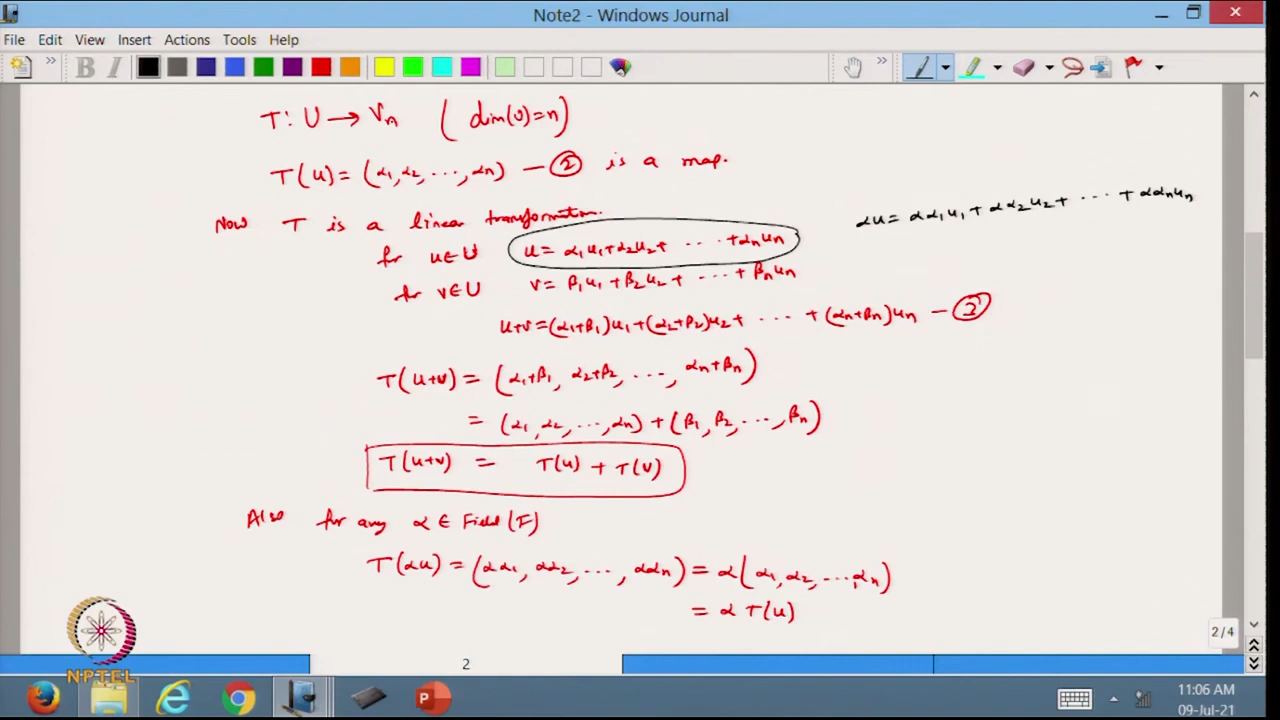 Note2 - Windows Journal
File Edit View Insert Actions Tools Help
T: U → Vn ( dim(U)=n)
T(u)= (α1, α2, ..., αn) — ② is a map.
Now T is a linear transformation.
αu = αα1u1 + αα2u2 + ... + ααnun
for u∈U u= α1u1+α2u2+ ... +αnun
for v∈U v= β1u1+β2u2+ ... + βnun
u+v=(α1+β1)u1+(α2+β2)u2+ ... + (αn+βn)un — ②'
T(u+v) = (α1+β1, α2+β2, ..., αn+βn)
= (α1, α2, ..., αn) + (β1, β2, ..., βn)
T(u+v) = T(u) + T(v)
Also for any α ∈ Field (F)
T(αu) = (αα1, αα2, ..., ααn) = α(α1, α2, ..., αn)
= α T(u)
2/4
2
NPTEL
11:06 AM
09-Jul-21